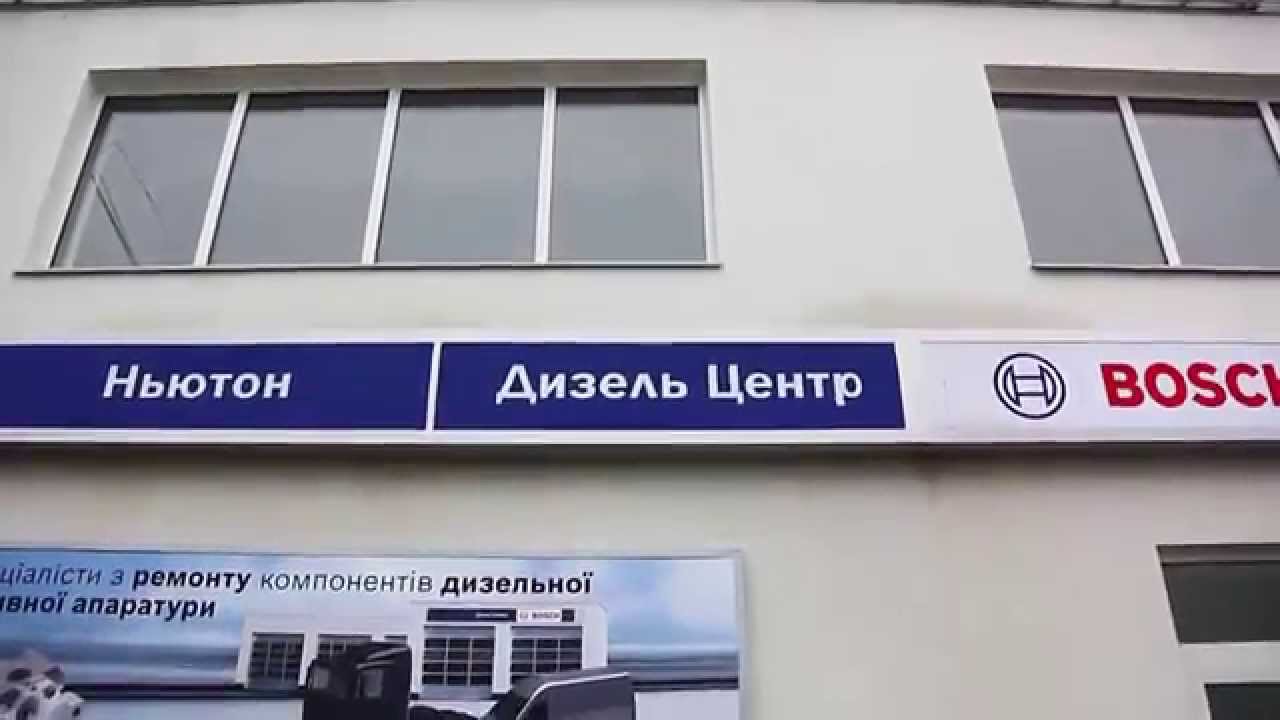 Ньютон
Дизель Центр
BOSCH
ціалісти з ремонту компонентів дизельної
ивної апаратури
BOSCH